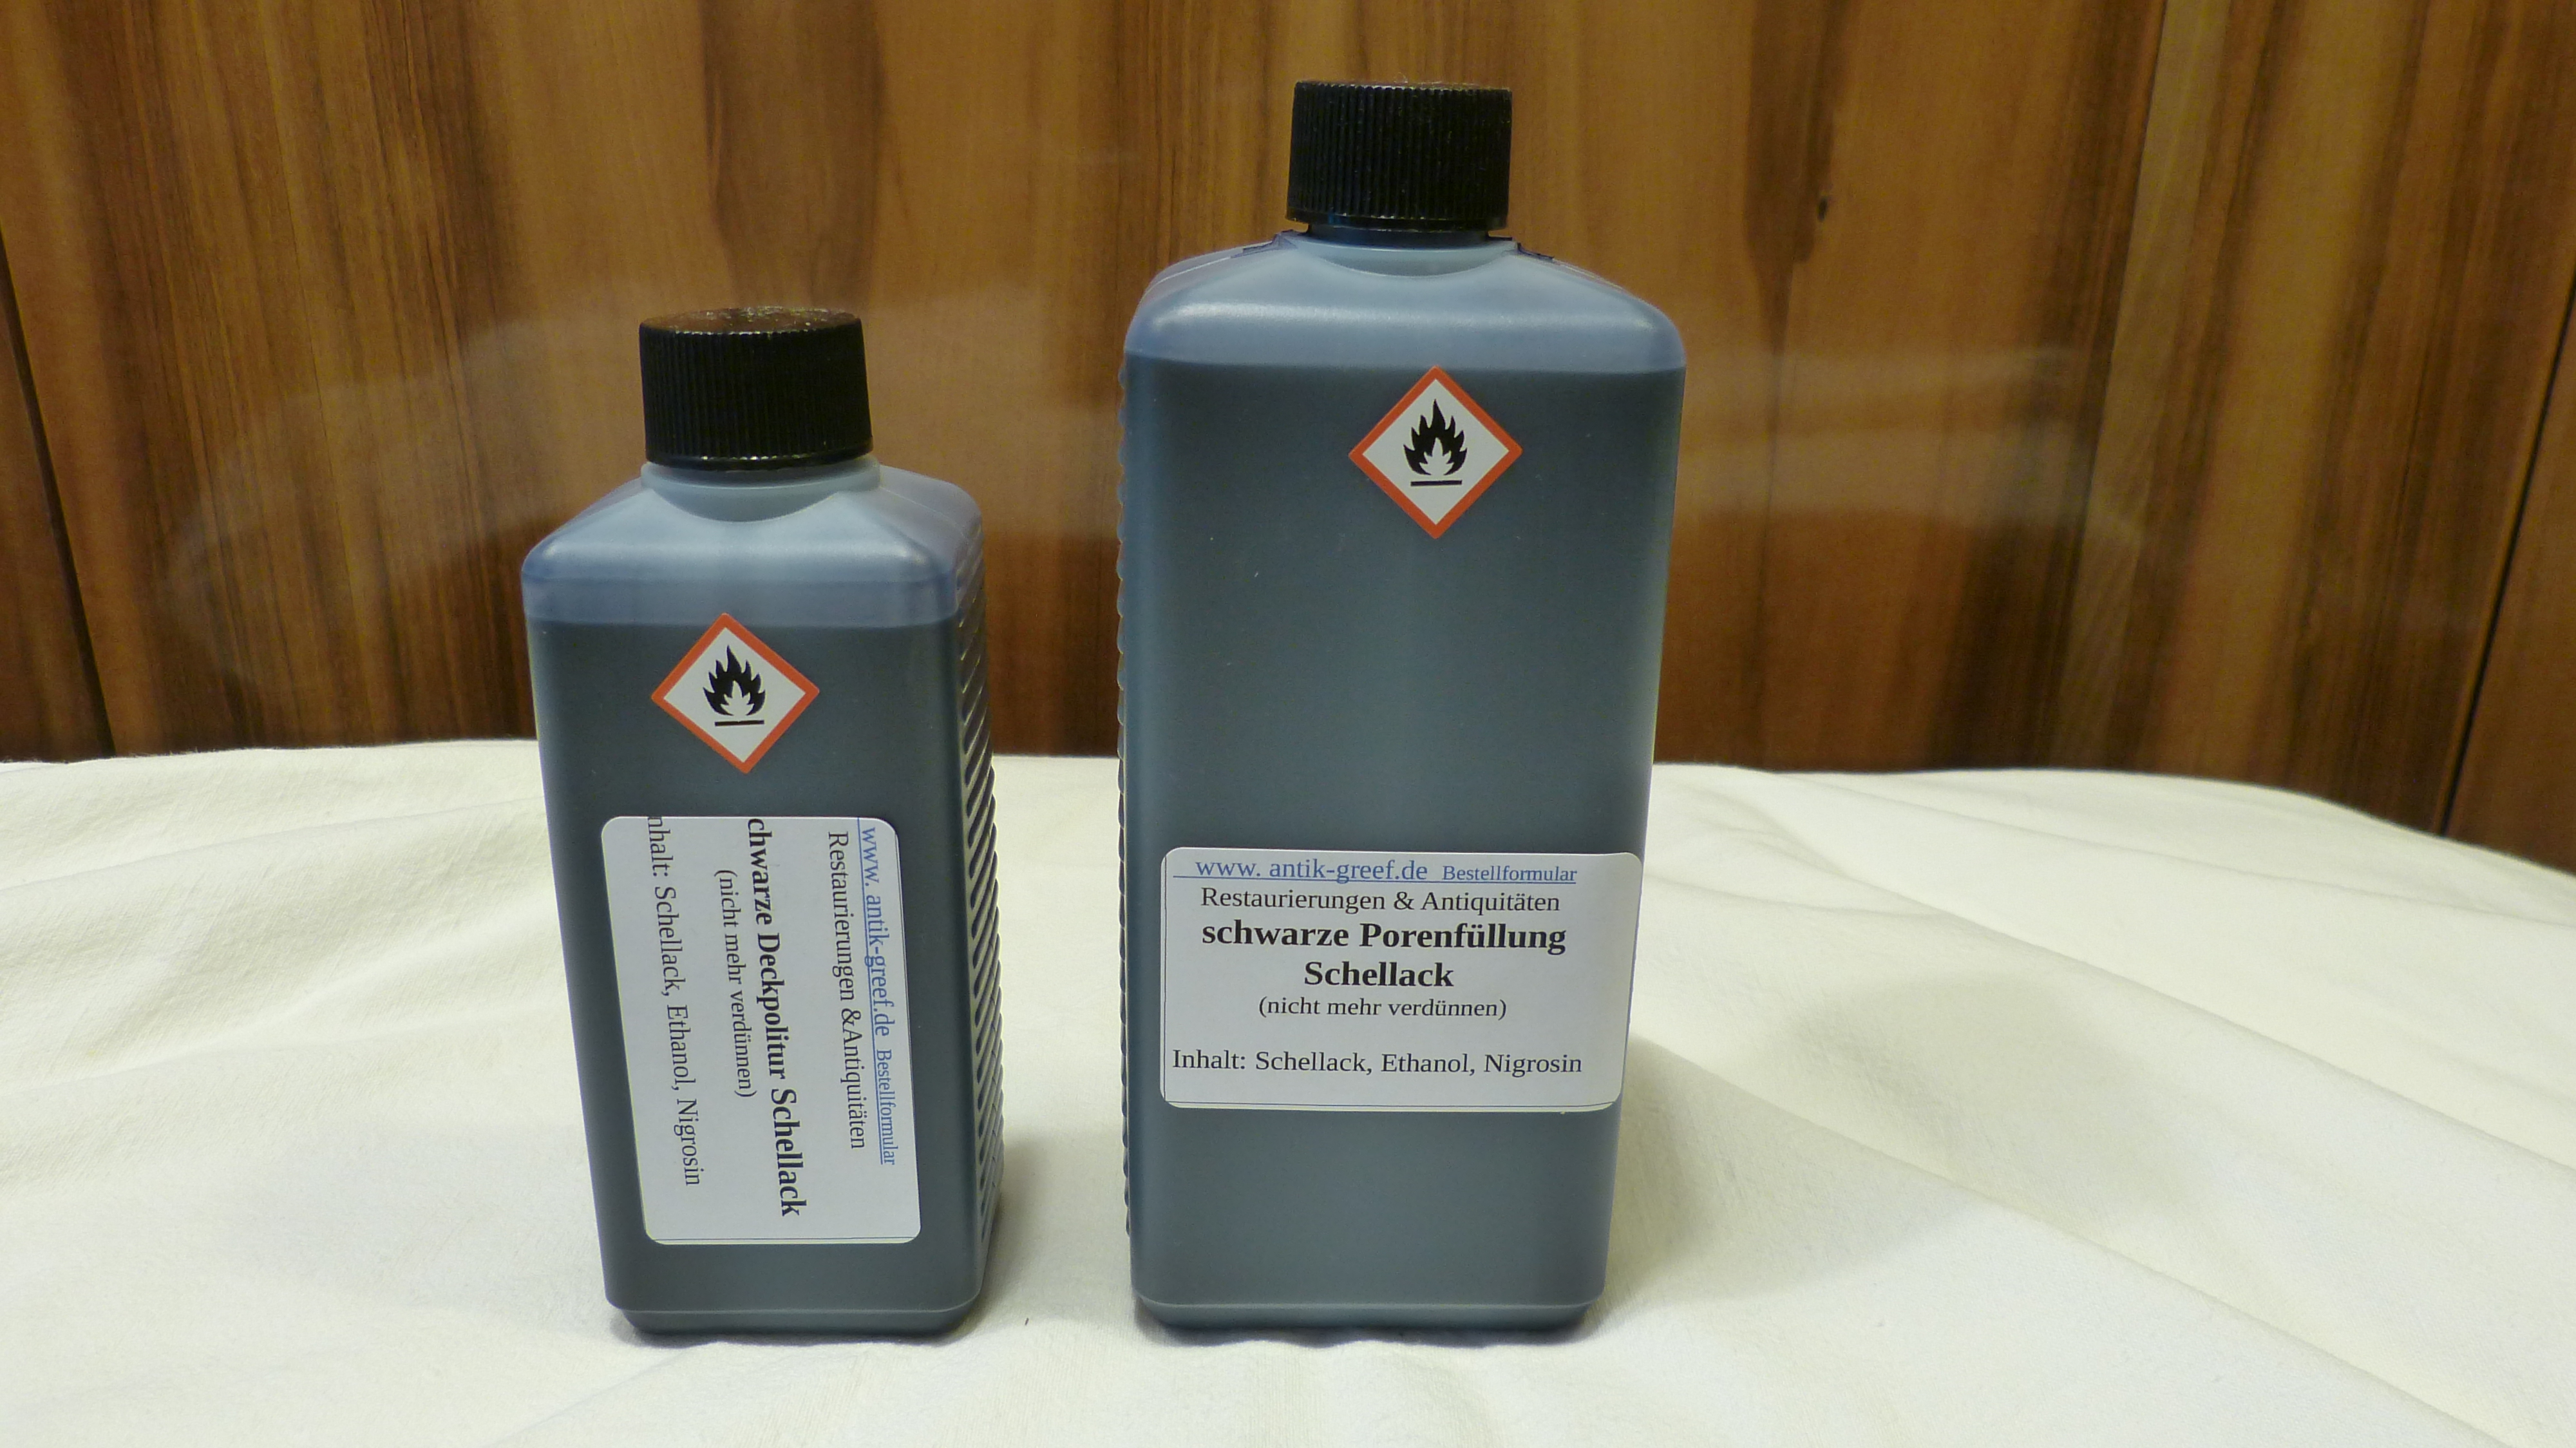 www. antik-greef.de Bestellformular
Restaurierungen &Antiquitäten
chwarze Deckpolitur Schellack
(nicht mehr verdünnen)
nhalt: Schellack, Ethanol, Nigrosin
www. antik-greef.de Bestellformular
Restaurierungen & Antiquitäten
schwarze Porenfüllung
Schellack
(nicht mehr verdünnen)
Inhalt: Schellack, Ethanol, Nigrosin